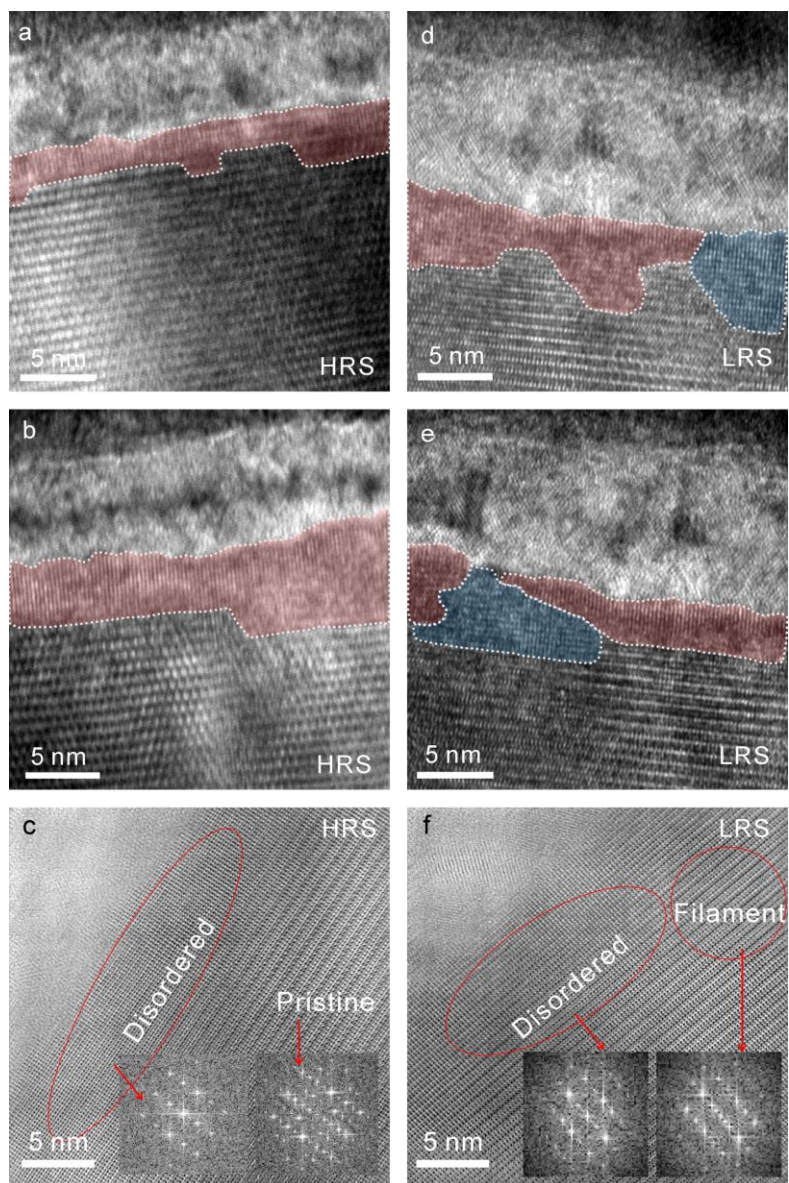 a
5 nm
HRS
d
5 nm
LRS
b
5 nm
HRS
e
5 nm
LRS
c
HRS
Disordered
Pristine
5 nm
f
LRS
Filament
Disordered
5 nm